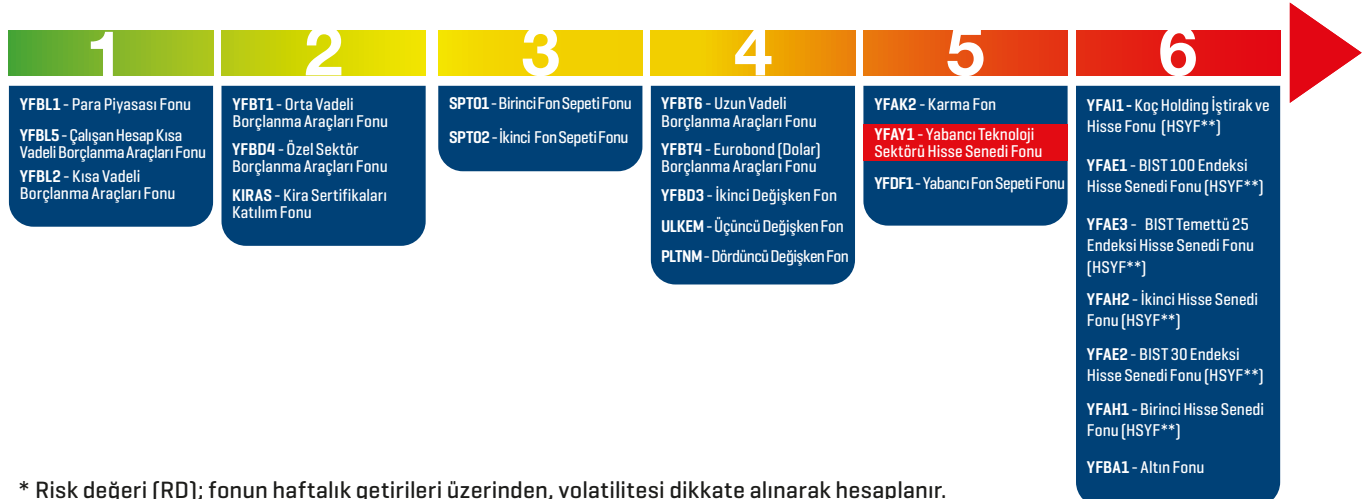 1
YFBL1 - Para Piyasası Fonu
YFBL5 - Çalışan Hesap Kısa
Vadeli Borçlanma Araçları Fonu
YFBL2 - Kısa Vadeli
Borçlanma Araçları Fonu
2
YFBT1 - Orta Vadeli
Borçlanma Araçları Fonu
YFBD4 - Özel Sektör
Borçlanma Araçları Fonu
KIRAS - Kira Sertifikaları
Katılım Fonu
3
SPT01 - Birinci Fon Sepeti Fonu
SPT02 - İkinci Fon Sepeti Fonu
4
YFBT6 - Uzun Vadeli
Borçlanma Araçları Fonu
YFBT4 - Eurobond (Dolar)
Borçlanma Araçları Fonu
YFBD3 - İkinci Değişken Fon
ULKEM - Üçüncü Değişken Fon
PLTNM - Dördüncü Değişken Fon
5
YFAK2 - Karma Fon
YFAY1 - Yabancı Teknoloji
Sektörü Hisse Senedi Fonu
YFDF1 - Yabancı Fon Sepeti Fonu
6
YFAI1 - Koç Holding İştirak ve
Hisse Fonu (HSYF**)
YFAE1 - BIST 100 Endeksi
Hisse Senedi Fonu (HSYF**)
YFAE3 - BIST Temettü 25
Endeksi Hisse Senedi Fonu
(HSYF**)
YFAH2 - İkinci Hisse Senedi
Fonu (HSYF**)
YFAE2 - BIST 30 Endeksi
Hisse Senedi Fonu (HSYF**)
YFAH1 - Birinci Hisse Senedi
Fonu (HSYF**)
YFBA1 - Altın Fonu
* Risk değeri (RD); fonun haftalık getirileri üzerinden, volatilitesi dikkate alınarak hesaplanır.